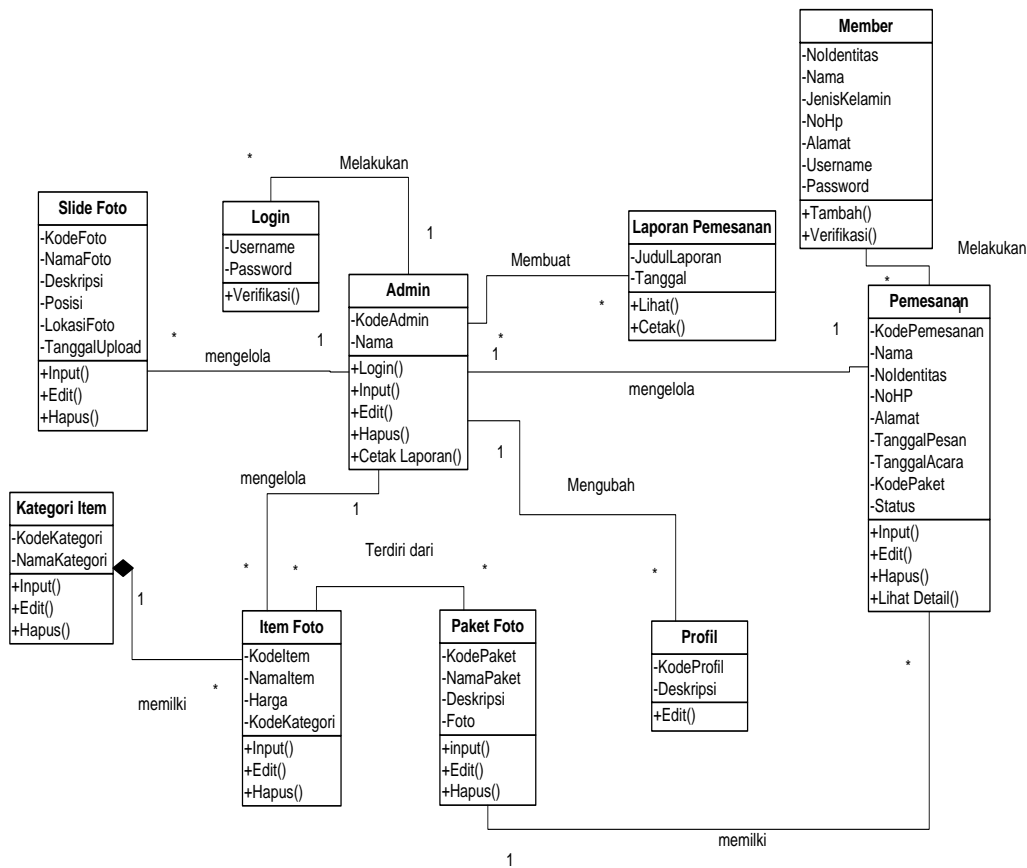 Member
-NoIdentitas
-Nama
-JenisKelamin
-NoHp
-Alamat
-Username
-Password
+Tambah()
+Verifikasi()
Melakukan
*
1
*
Melakukan
1
Slide Foto
-KodeFoto
-NamaFoto
-Deskripsi
-Posisi
-LokasiFoto
-TanggalUpload
+Input()
+Edit()
+Hapus()
Login
-Username
-Password
+Verifikasi()
Laporan Pemesanan
-JudulLaporan
-Tanggal
+Lihat()
+Cetak()
Membuat
*
*
Admin
-KodeAdmin
-Nama
+Login()
+Input()
+Edit()
+Hapus()
+Cetak Laporan()
*
mengelola
1
1
mengelola
1
Pemesanan
-KodePemesanan
-Nama
-NoIdentitas
-NoHP
-Alamat
-TanggalPesan
-TanggalAcara
-KodePaket
-Status
+Input()
+Edit()
+Hapus()
+Lihat Detail()
1
Mengubah
*
mengelola
1
*
Kategori Item
-KodeKategori
-NamaKategori
+Input()
+Edit()
+Hapus()
1
memilki
*
Terdiri dari
*
*
Item Foto
-KodeItem
-NamaItem
-Harga
-KodeKategori
+Input()
+Edit()
+Hapus()
Paket Foto
-KodePaket
-NamaPaket
-Deskripsi
-Foto
+input()
+Edit()
+Hapus()
Profil
-KodeProfil
-Deskripsi
+Edit()
*
memilki
1